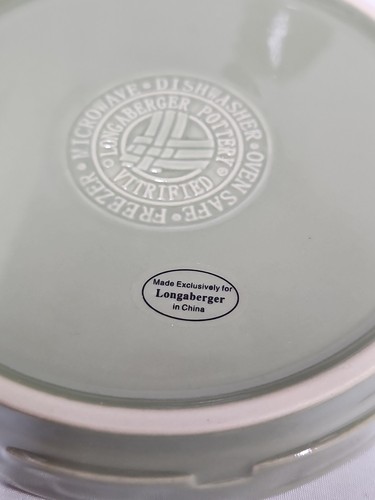 MICROWAVE • DISHWASHER • OVEN SAFE • FREEZER •
LONGABERGER POTTERY
VITRIFIED
Made Exclusively for
Longaberger
in China